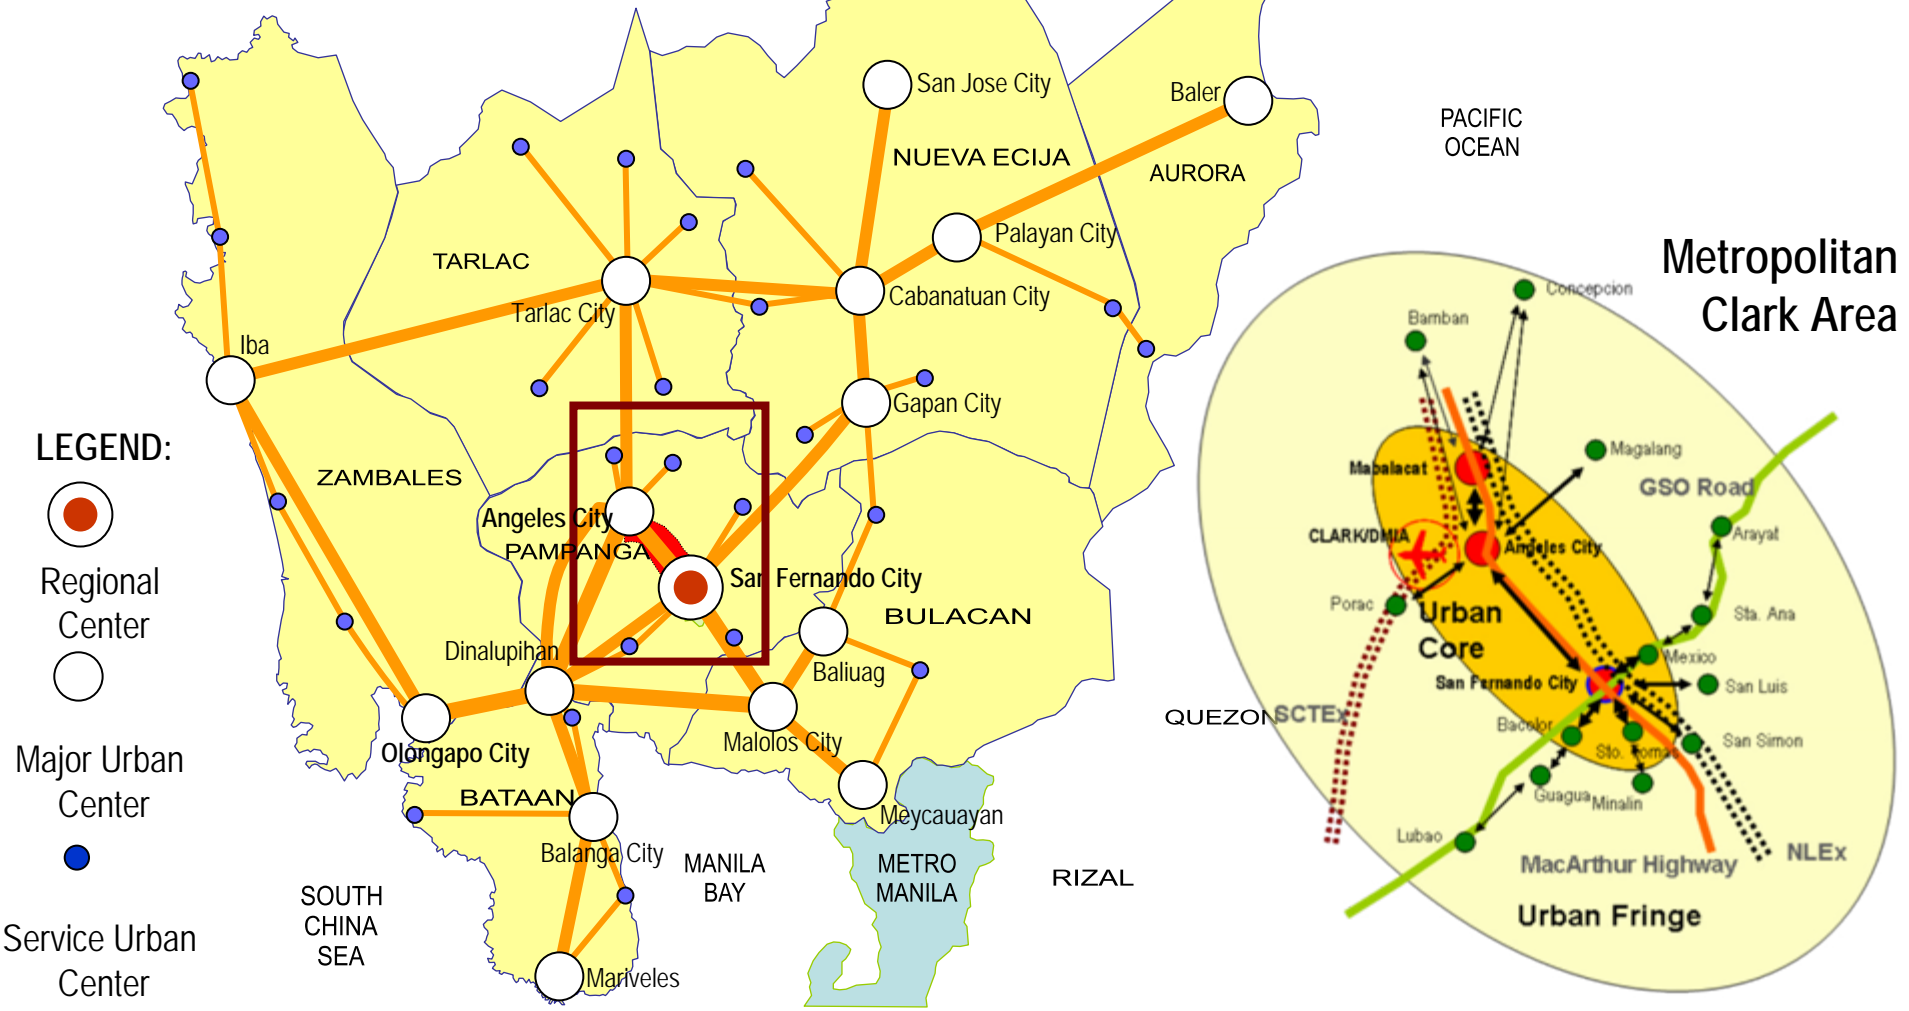 San Jose City
Baler
PACIFIC
OCEAN
NUEVA ECIJA
AURORA
Palayan City
TARLAC
Tarlac City
Cabanatuan City
Iba
Gapan City
LEGEND:
Regional
Center
Major Urban
Center
Service Urban
Center
ZAMBALES
Angeles City
PAMPANGA
San Fernando City
BULACAN
Dinalupihan
Baliuag
Olongapo City
Malolos City
BATAAN
Meycauayan
Balanga City
MANILA
BAY
METRO
MANILA
RIZAL
QUEZON
SOUTH
CHINA
SEA
Mariveles
Metropolitan
Clark Area
Concepcion
Bamban
Mabalacat
Magalang
GSO Road
Arayat
CLARK/DMIA
Angeles City
Porac
Urban
Core
Sta. Ana
Mexico
San Fernando City
San Luis
SCTEx
Bacolor
Sto. Tomas
San Simon
Guagua
Minalin
Lubao
MacArthur Highway
NLEx
Urban Fringe